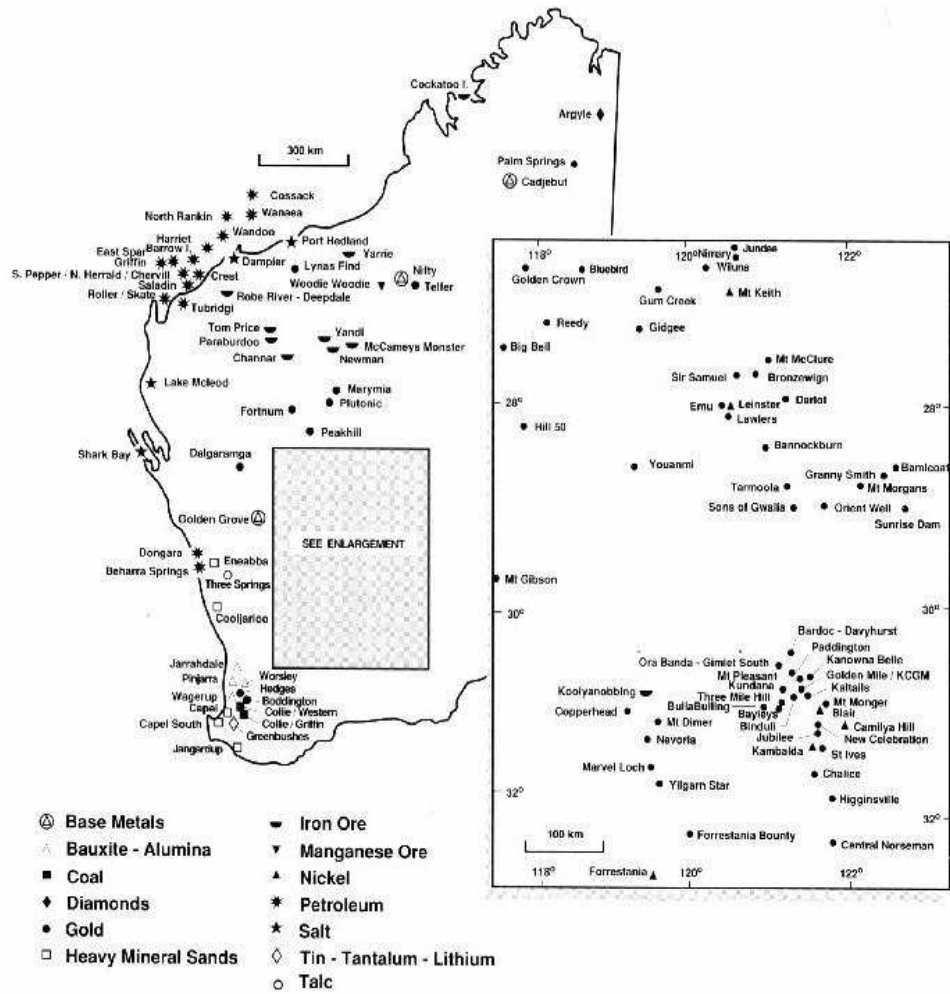 Cockatoo I.
Argyle
300 km
Palm Springs
Cadjebut
Cossack
North Rankin
Wanaea
Wandoo
Harriet
Port Hedland
Barrow I.
East Spar
Griffin
Dampier
Yarrie
Lynas Find
Nifty
S. Pepper - N. Herrald / Chervill
Crest
Woodie Woodie
Teller
Saladin
Roller / Skate
Robe River - Deepdale
Tubridgi
Tom Price
Yandi
Paraburdoo
McCameys Monster
Channar
Newman
Lake Mcleod
Marymia
Plutonic
Fortnum
Peakhill
Shark Bay
Dalgaramga
Golden Grove
SEE ENLARGEMENT
Dongara
Eneabba
Beharra Springs
Three Springs
Cooljarloo
Jarrahdale
Worsley
Pinjarra
Hedges
Wagerup
Boddington
Capel
Collie / Western
Capel South
Collie / Griffin
Greenbushes
Jangardup
118°
120°
122°
Jundee
Nimery
Golden Crown
Bluebird
Wiluna
Gum Creek
Mt Keith
Reedy
Gidgee
Big Bell
Mt McClure
Sir Samuel
Bronzewign
28°
Emu
Leinster
Darlot
28°
Lawlers
Hill 50
Bannockburn
Youanmi
Granny Smith
Bamlcoat
Tarmoola
Mt Morgans
Sons of Gwalia
Orient Well
Sunrise Dam
Mt Gibson
30°
30°
Bardoc - Davyhurst
Paddington
Ora Banda - Gimlet South
Kanowna Belle
Mt Pleasant
Golden Mile / KCGM
Koolyanobbing
Kundana
Kaltails
Three Mile Hill
Copperhead
BullaBulling
Mt Monger
Bayleys
Blair
Mt Dimer
Binduli
Camilya Hill
Nevoria
Jubilee
New Celebration
Kambalda
St Ives
Marvel Loch
Chalice
Yilgarn Star
Higginsville
32°
32°
100 km
Forrestania Bounty
Central Norseman
Forrestania
118°
120°
122°
Base Metals
Bauxite - Alumina
Coal
Diamonds
Gold
Heavy Mineral Sands
Iron Ore
Manganese Ore
Nickel
Petroleum
Salt
Tin - Tantalum - Lithium
Talc